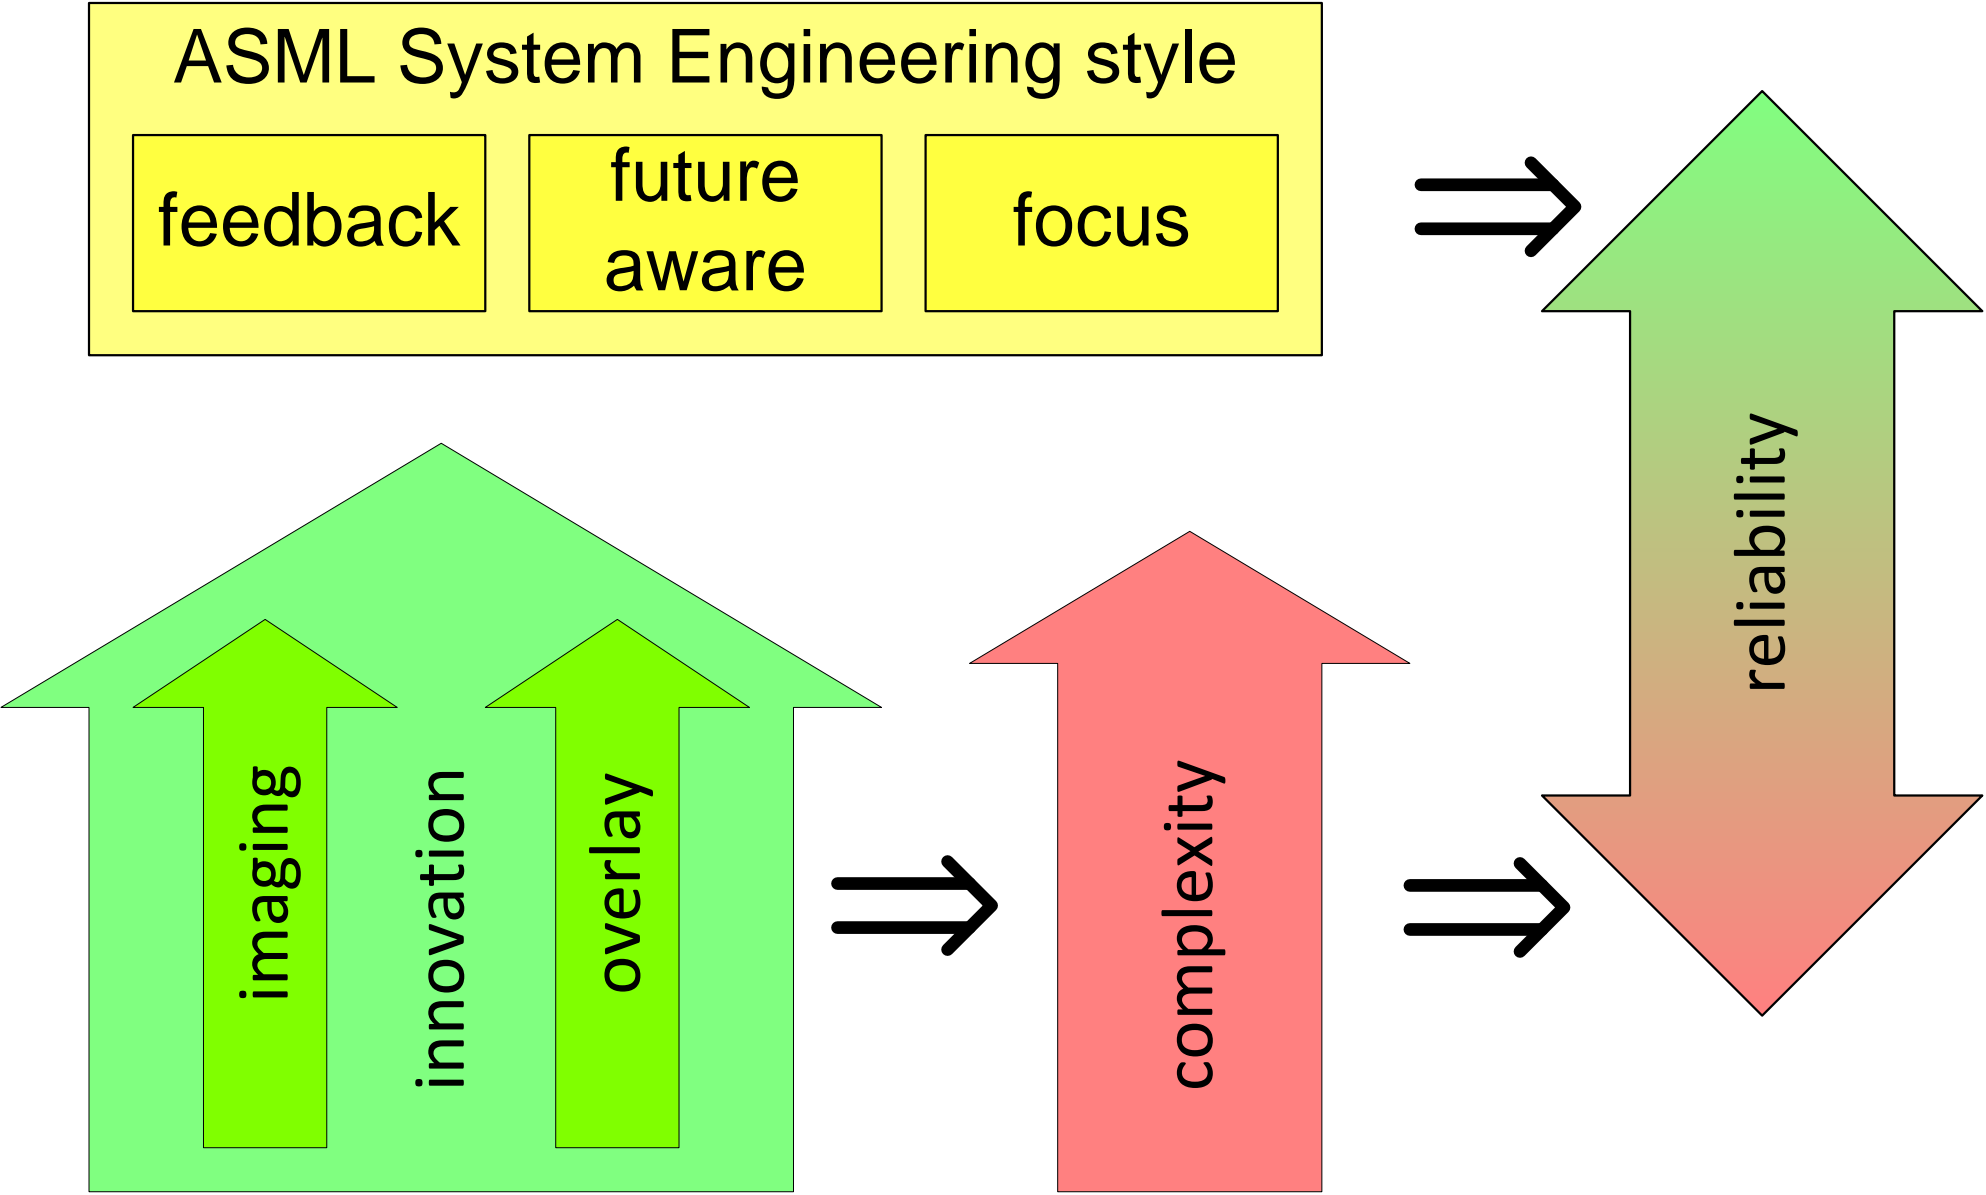 ASML System Engineering style
feedback
future
aware
focus
imaging
innovation
overlay
complexity
reliability